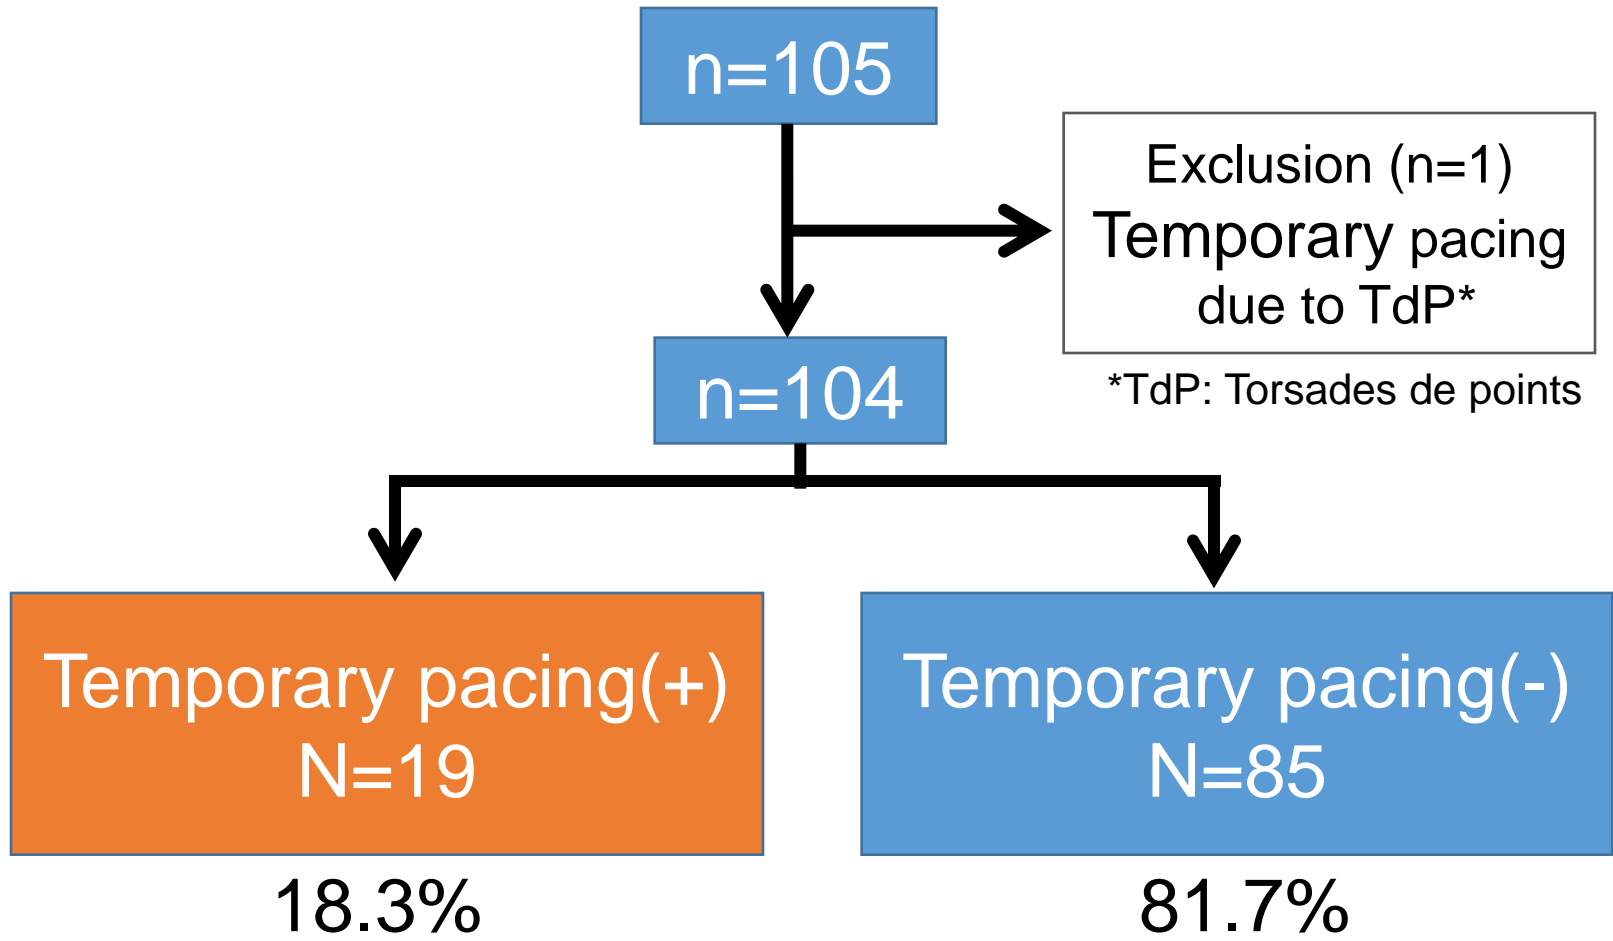 n=105
Exclusion (n=1)
Temporary pacing
due to TdP*
n=104
*TdP: Torsades de points
Temporary pacing(+)
N=19
Temporary pacing(-)
N=85
18.3%
81.7%